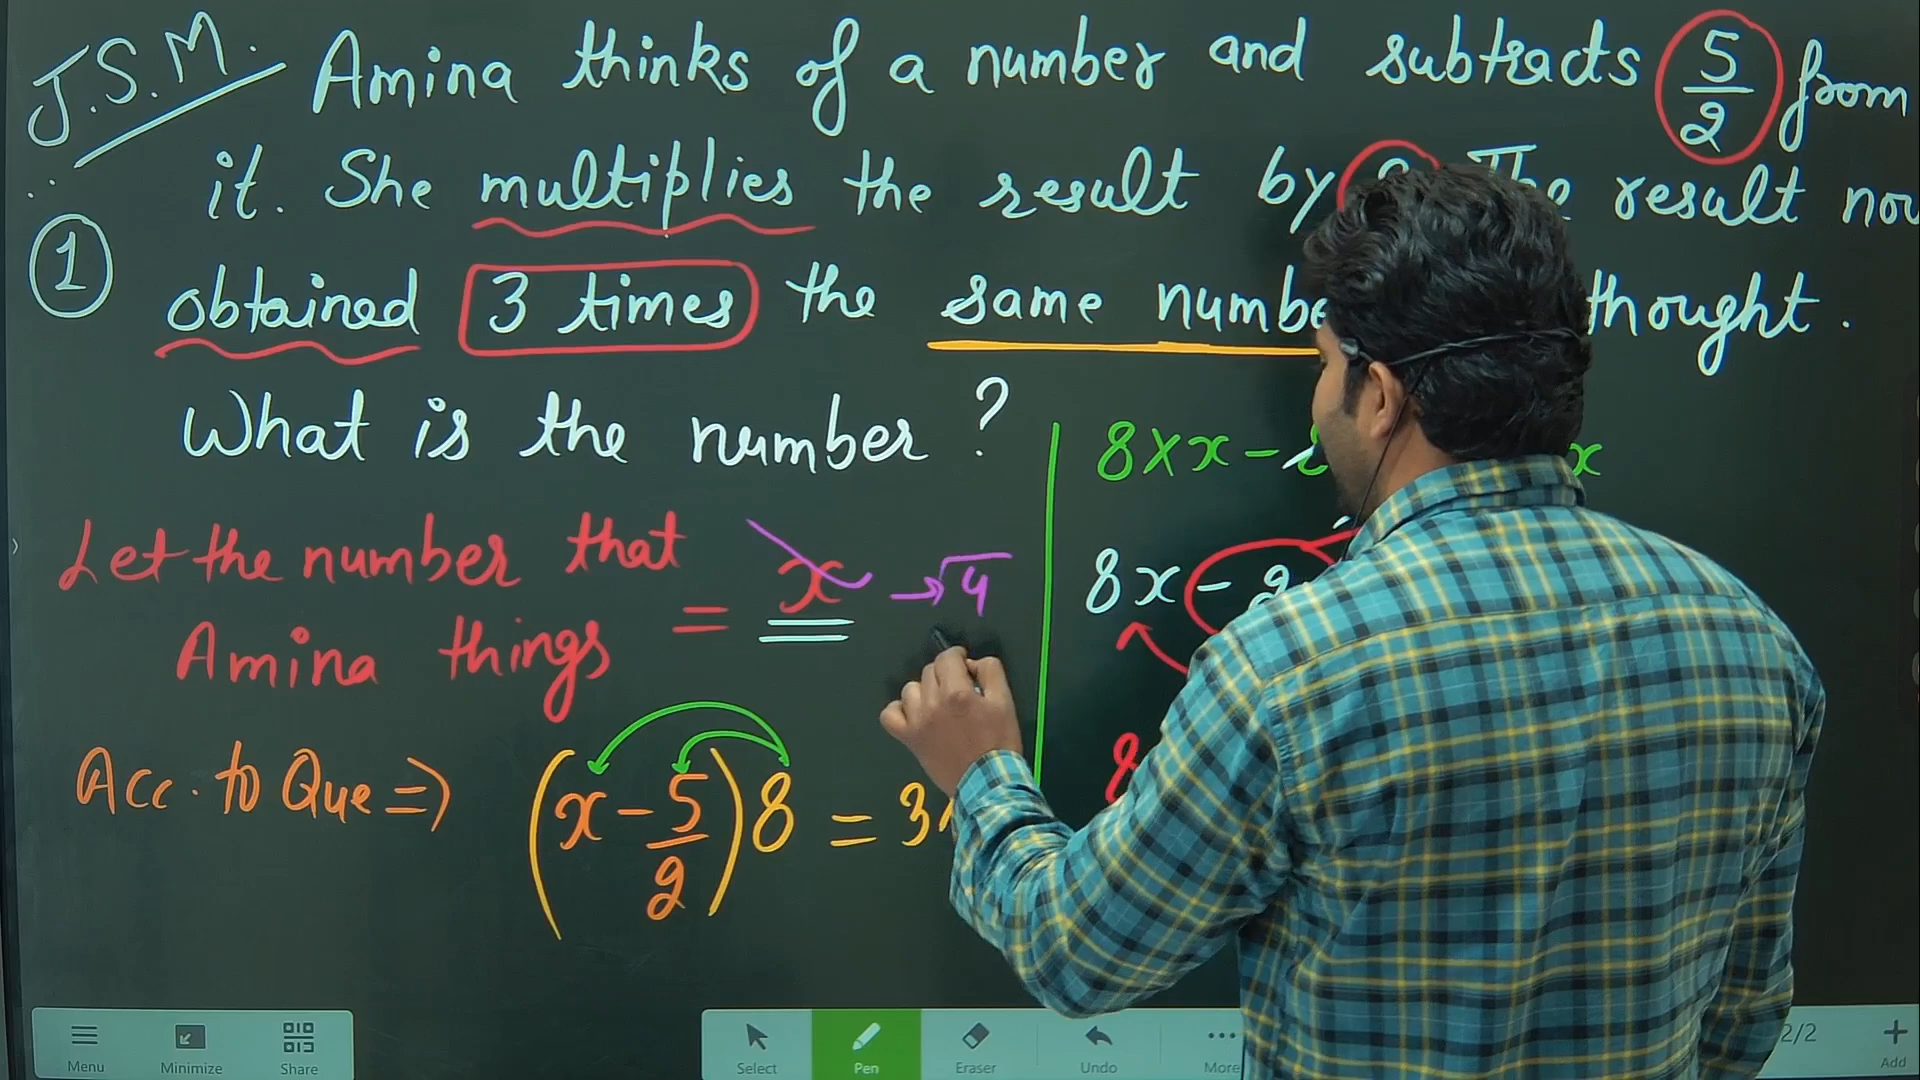 J.S.M. Amina thinks of a number and subtracts 5/2 from
it. She multiplies the result by The result
① obtained 3 times the same thought.
What is the number?
Let the number that
Amina things = x → √4
Acc. to Que ⇒ (x - 5/2) 8 = 3
8 × x - x
8x -
8
Menu Minimize Share Select Pen Eraser Undo More 2/2 Add